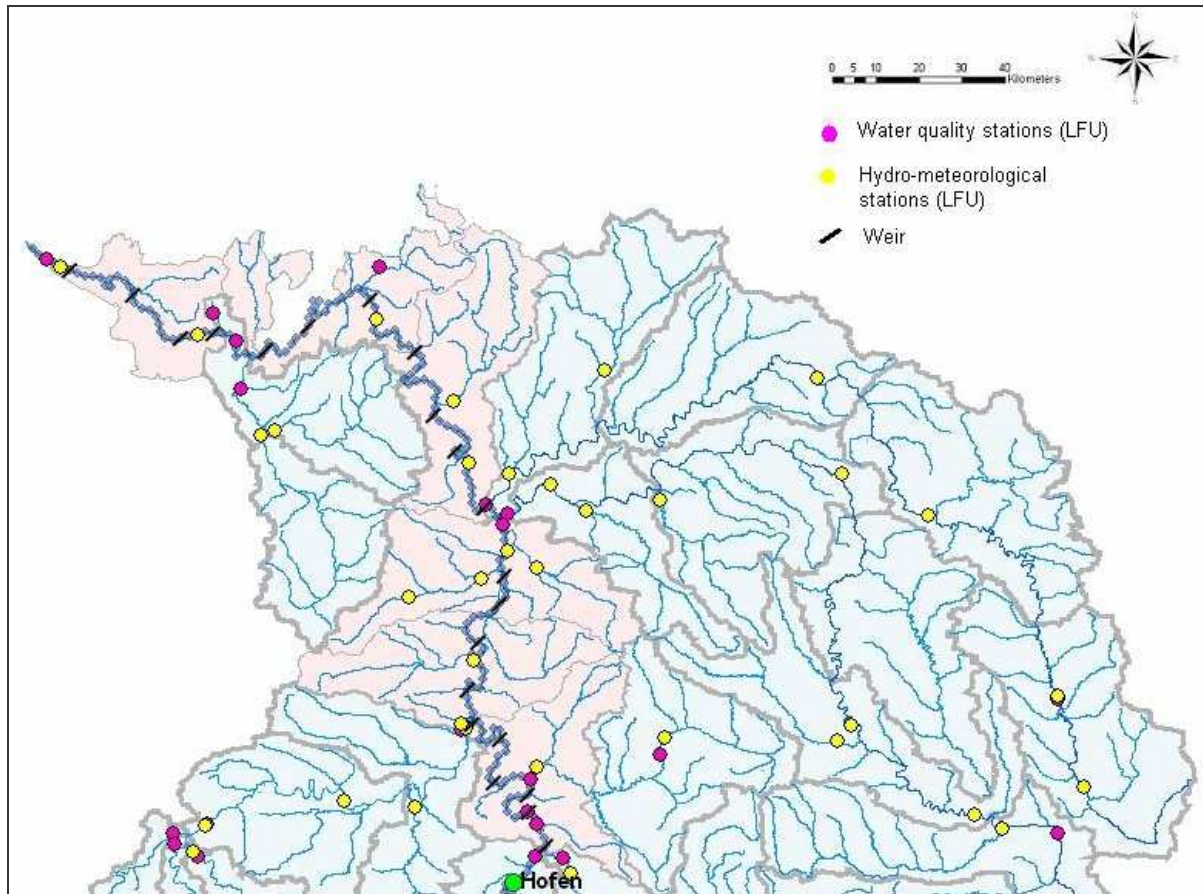 N
0 5 10 20 30 40
Kilometers
Water quality stations (LFU)
Hydro-meteorological
stations (LFU)
Weir
Hofen